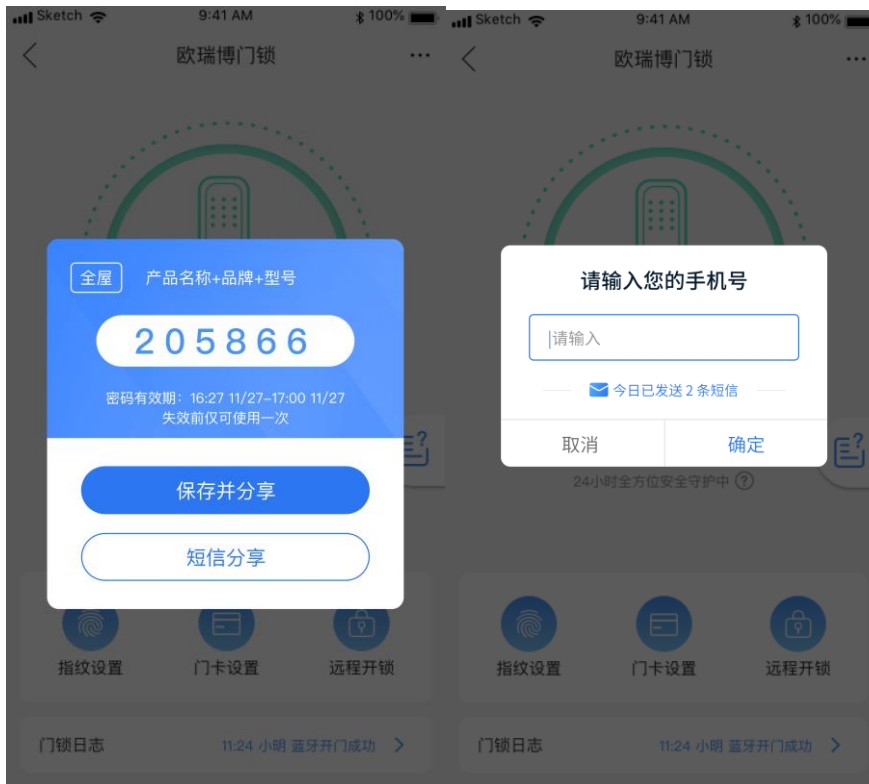 Sketch 9:41 AM 100%
欧瑞博门锁
全屋 产品名称+品牌+型号
205866
密码有效期：16:27 11/27-17:00 11/27
失效前仅可使用一次
保存并分享
短信分享
指纹设置 门卡设置 远程开锁
门锁日志 11:24 小明 蓝牙开门成功
Sketch 9:41 AM 100%
欧瑞博门锁
请输入您的手机号
请输入
今日已发送 2 条短信
取消 确定
24小时全方位安全守护中
指纹设置 门卡设置 远程开锁
门锁日志 11:24 小明 蓝牙开门成功